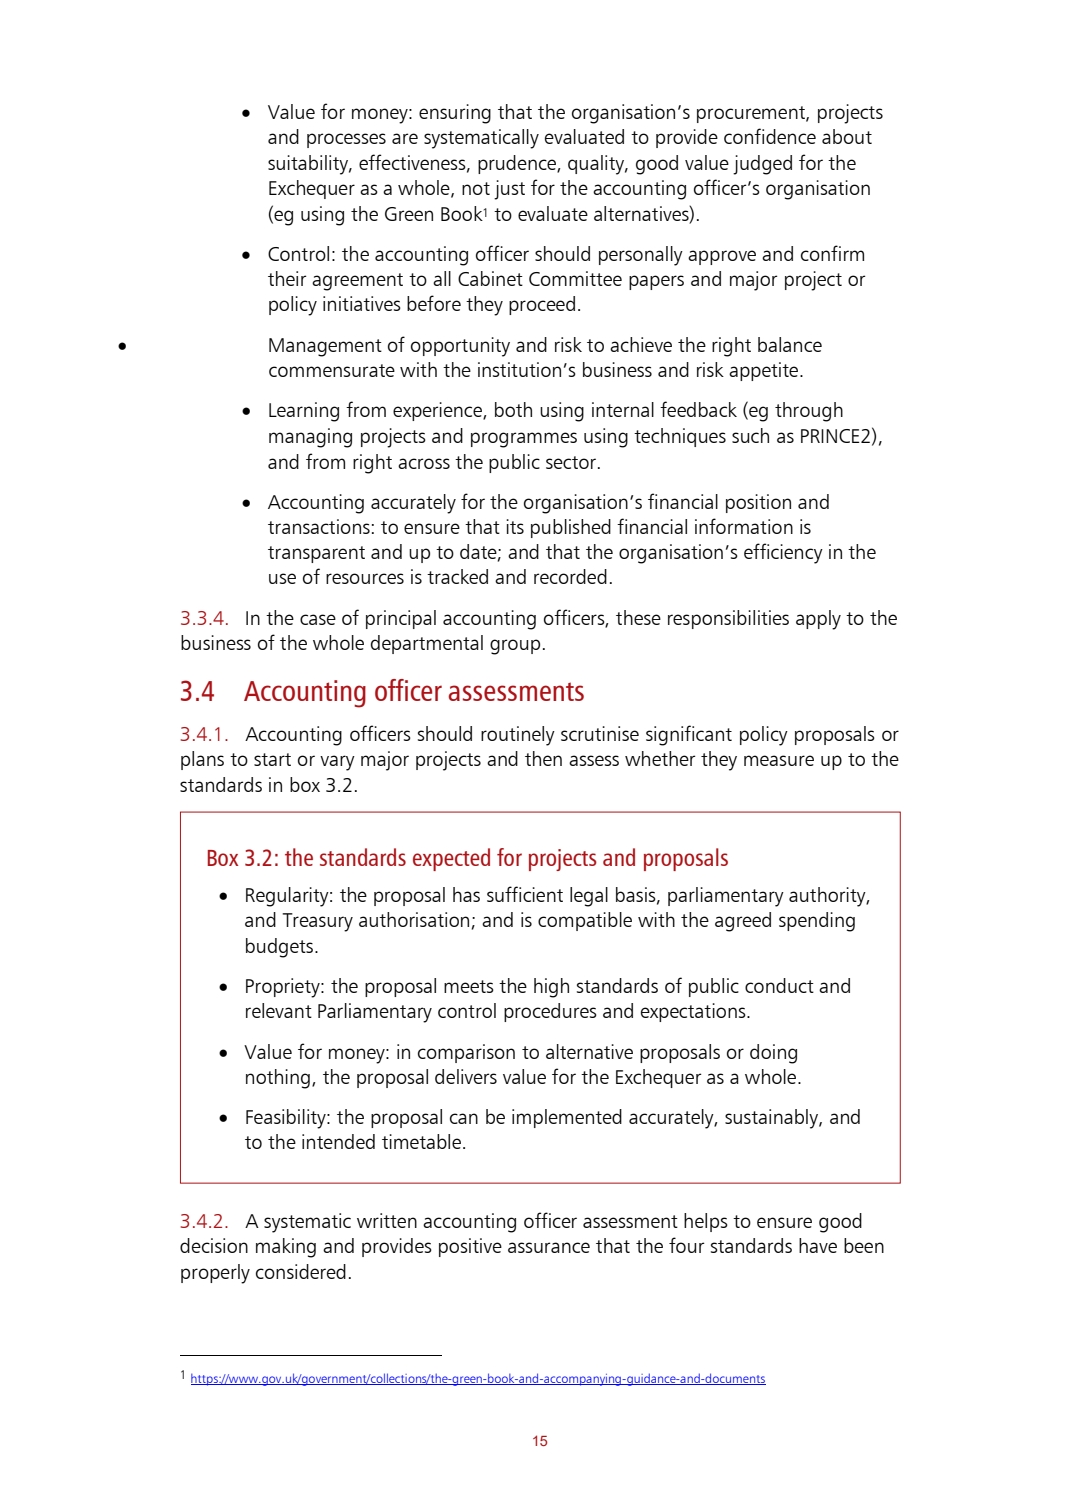 • Value for money: ensuring that the organisation’s procurement, projects
and processes are systematically evaluated to provide confidence about
suitability, effectiveness, prudence, quality, good value judged for the
Exchequer as a whole, not just for the accounting officer’s organisation
(eg using the Green Book1 to evaluate alternatives).
• Control: the accounting officer should personally approve and confirm
their agreement to all Cabinet Committee papers and major project or
policy initiatives before they proceed.
• Management of opportunity and risk to achieve the right balance
commensurate with the institution’s business and risk appetite.
• Learning from experience, both using internal feedback (eg through
managing projects and programmes using techniques such as PRINCE2),
and from right across the public sector.
• Accounting accurately for the organisation’s financial position and
transactions: to ensure that its published financial information is
transparent and up to date; and that the organisation’s efficiency in the
use of resources is tracked and recorded.
3.3.4. In the case of principal accounting officers, these responsibilities apply to the
business of the whole departmental group.
3.4 Accounting officer assessments
3.4.1. Accounting officers should routinely scrutinise significant policy proposals or
plans to start or vary major projects and then assess whether they measure up to the
standards in box 3.2.
Box 3.2: the standards expected for projects and proposals
• Regularity: the proposal has sufficient legal basis, parliamentary authority,
and Treasury authorisation; and is compatible with the agreed spending
budgets.
• Propriety: the proposal meets the high standards of public conduct and
relevant Parliamentary control procedures and expectations.
• Value for money: in comparison to alternative proposals or doing
nothing, the proposal delivers value for the Exchequer as a whole.
• Feasibility: the proposal can be implemented accurately, sustainably, and
to the intended timetable.
3.4.2. A systematic written accounting officer assessment helps to ensure good
decision making and provides positive assurance that the four standards have been
properly considered.
1 https://www.gov.uk/government/collections/the-green-book-and-accompanying-guidance-and-documents
15